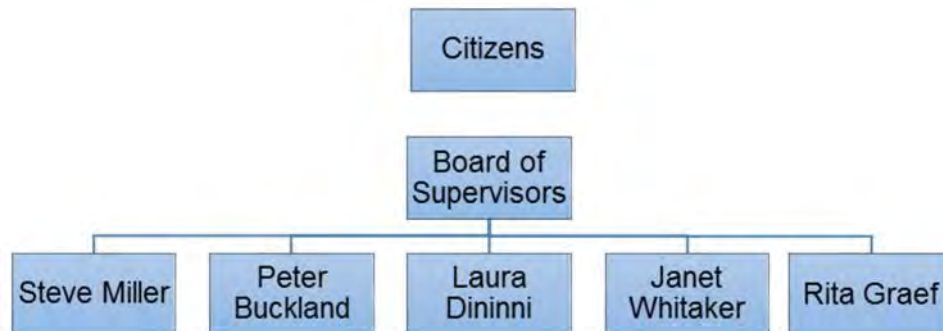 Citizens
Board of
Supervisors
Steve Miller
Peter
Buckland
Laura
Dininni
Janet
Whitaker
Rita Graef